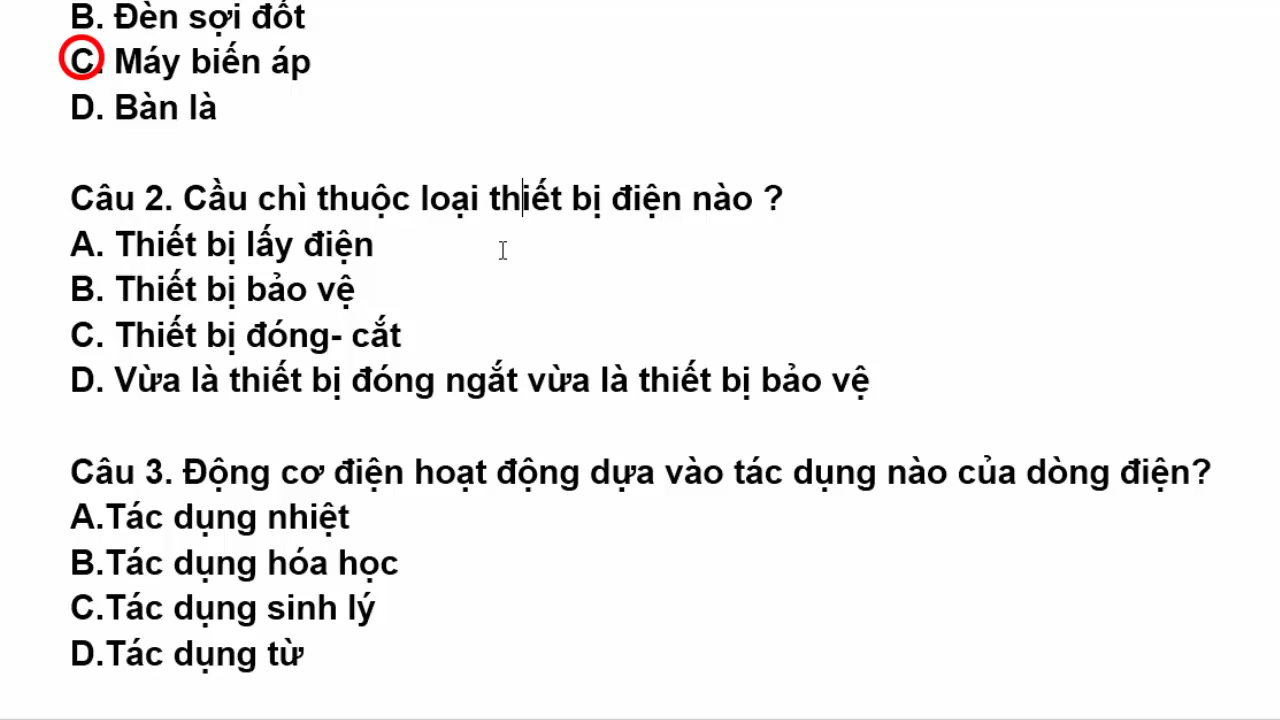 B. Đèn sợi đốt
C. Máy biến áp
D. Bàn là
Câu 2. Cầu chì thuộc loại thiết bị điện nào ?
A. Thiết bị lấy điện
B. Thiết bị bảo vệ
C. Thiết bị đóng- cắt
D. Vừa là thiết bị đóng ngắt vừa là thiết bị bảo vệ
Câu 3. Động cơ điện hoạt động dựa vào tác dụng nào của dòng điện?
A.Tác dụng nhiệt
B.Tác dụng hóa học
C.Tác dụng sinh lý
D.Tác dụng từ